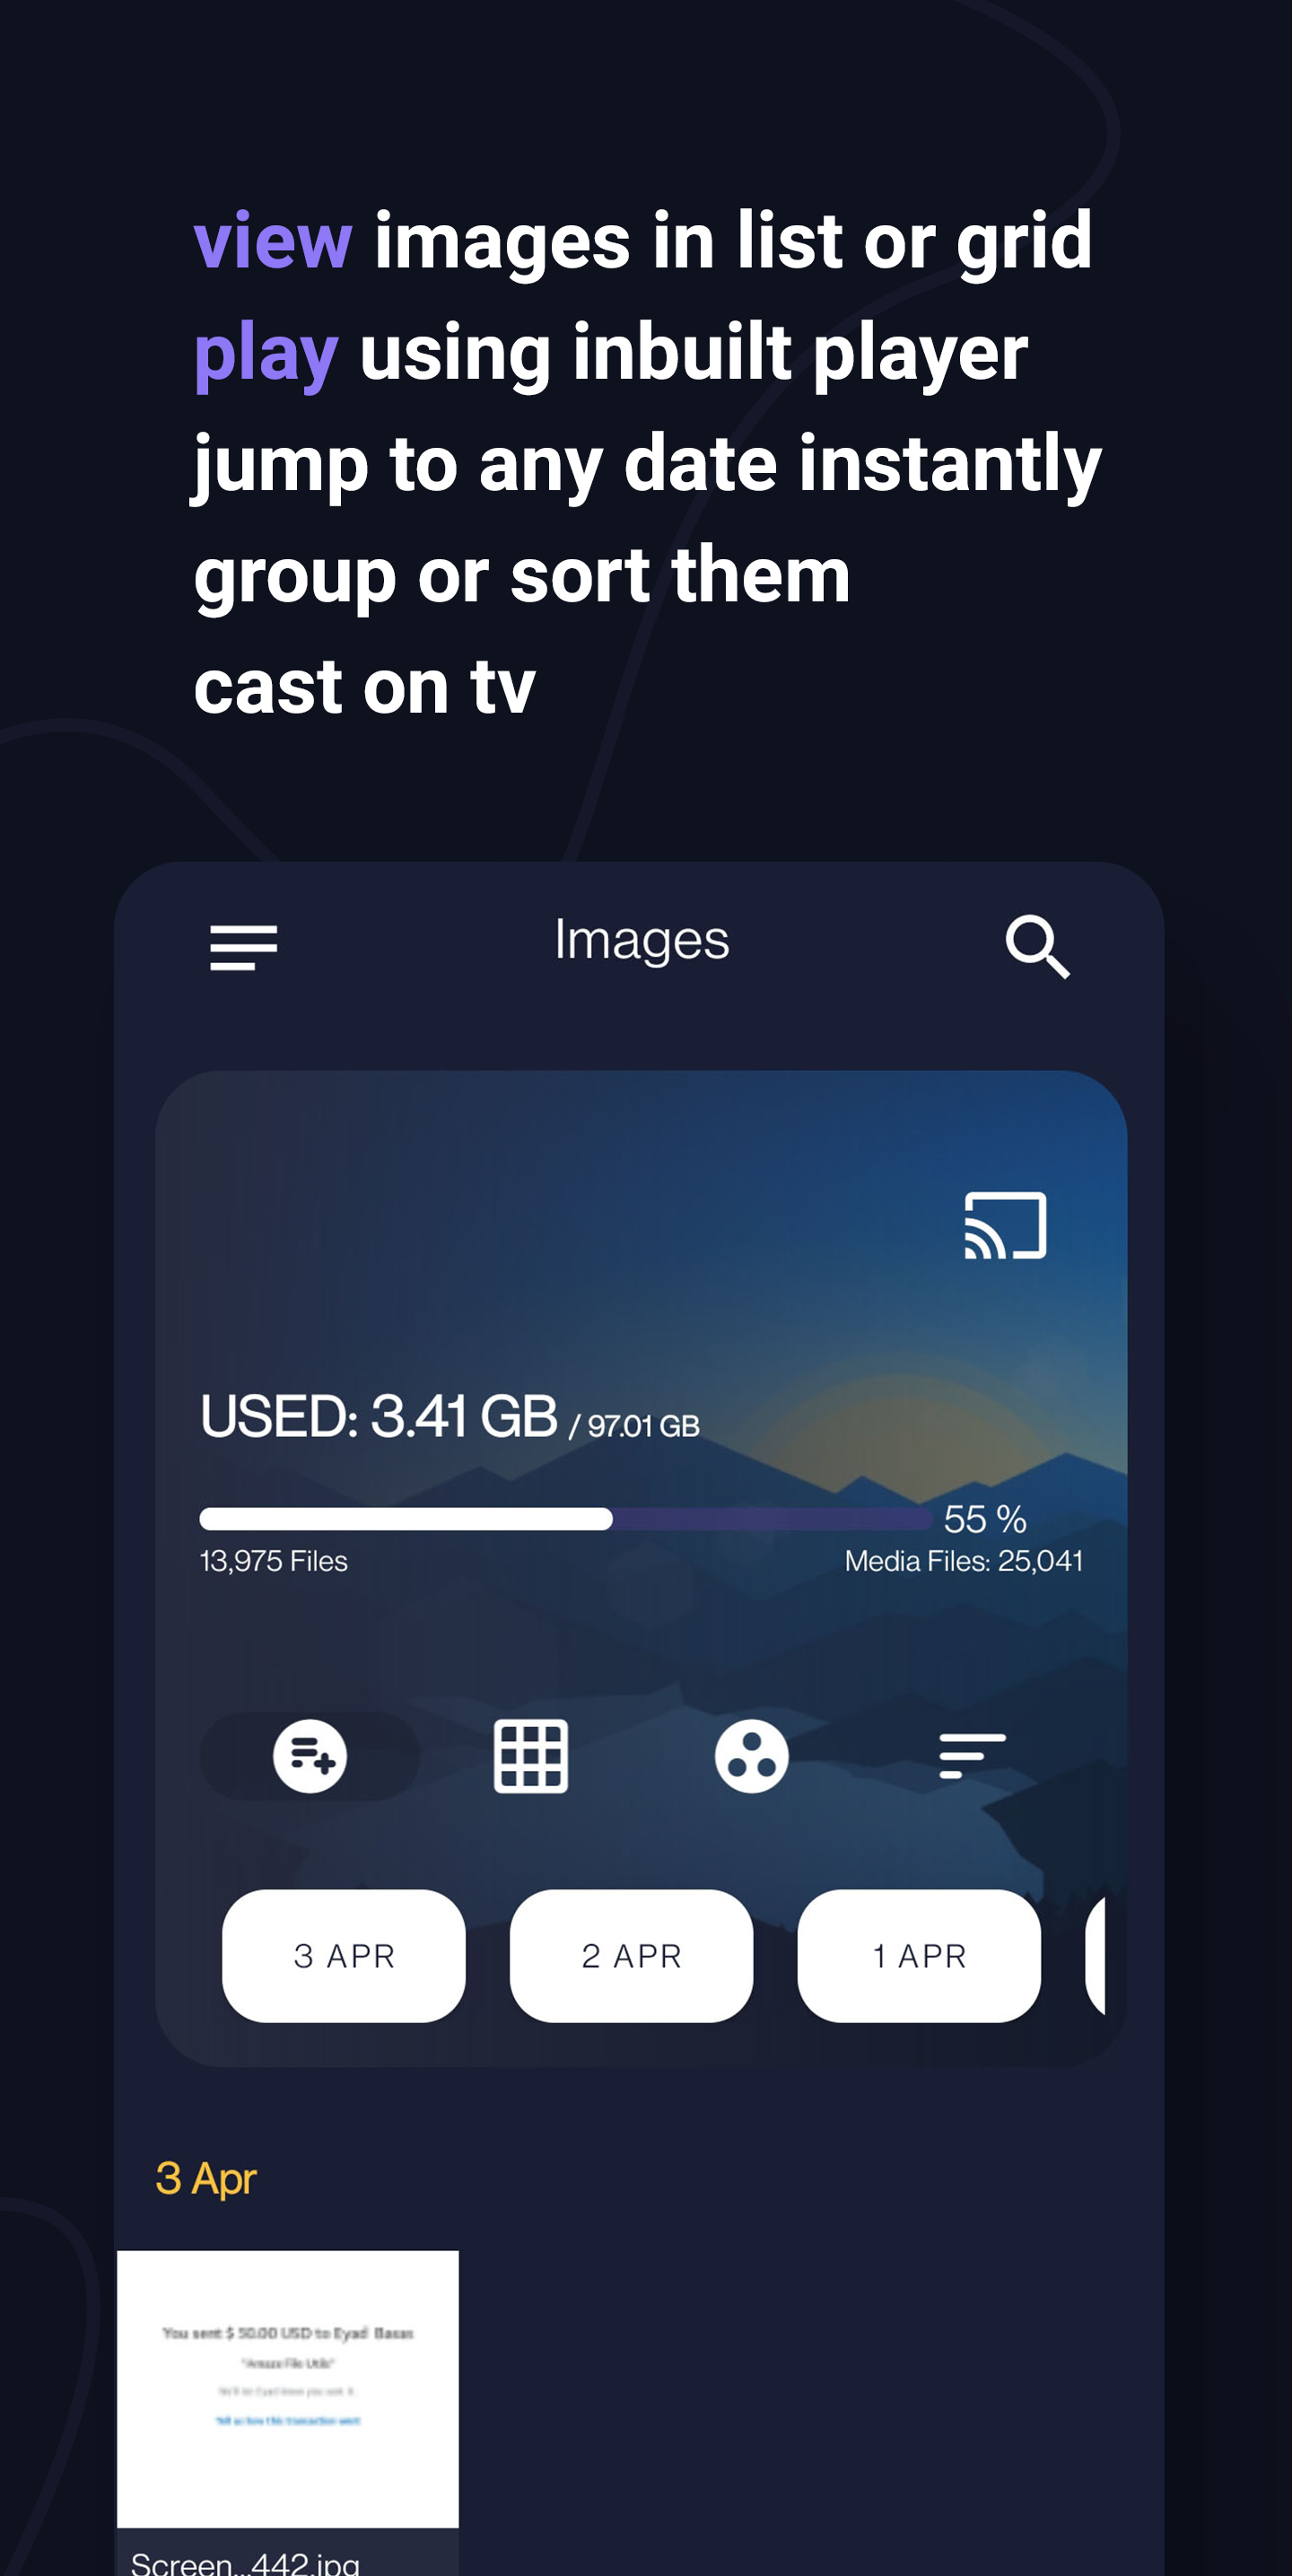 view images in list or grid
play using inbuilt player
jump to any date instantly
group or sort them
cast on tv
Images
USED: 3.41 GB / 97.01 GB
55 %
13,975 Files
Media Files: 25,041
3 APR
2 APR
1 APR
3 Apr
You sent $ 50.00 USD to Eyad Basas
"Amaze File Utils"
Screen...442.jpg